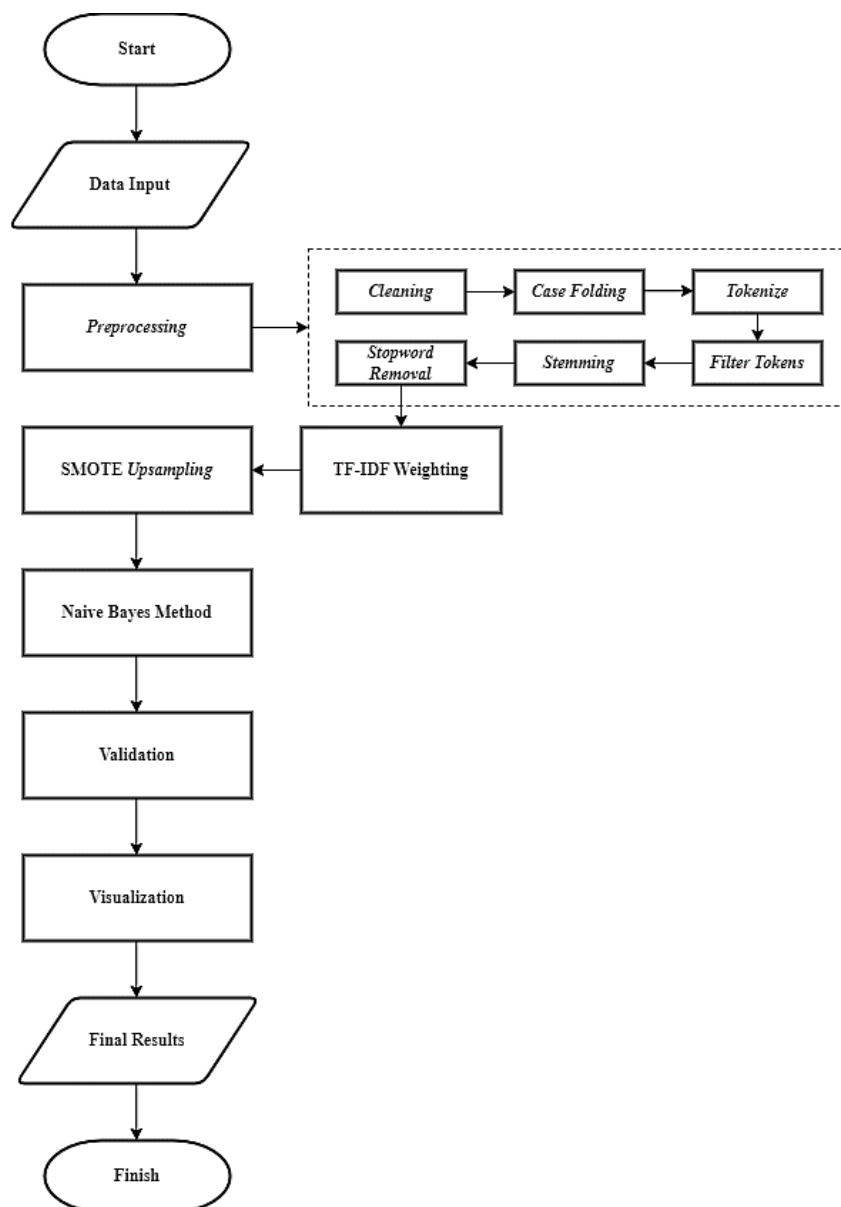 Start
Data Input
Preprocessing
Cleaning
Case Folding
Tokenize
Filter Tokens
Stemming
Stopword
Removal
TF-IDF Weighting
SMOTE Upsampling
Naive Bayes Method
Validation
Visualization
Final Results
Finish